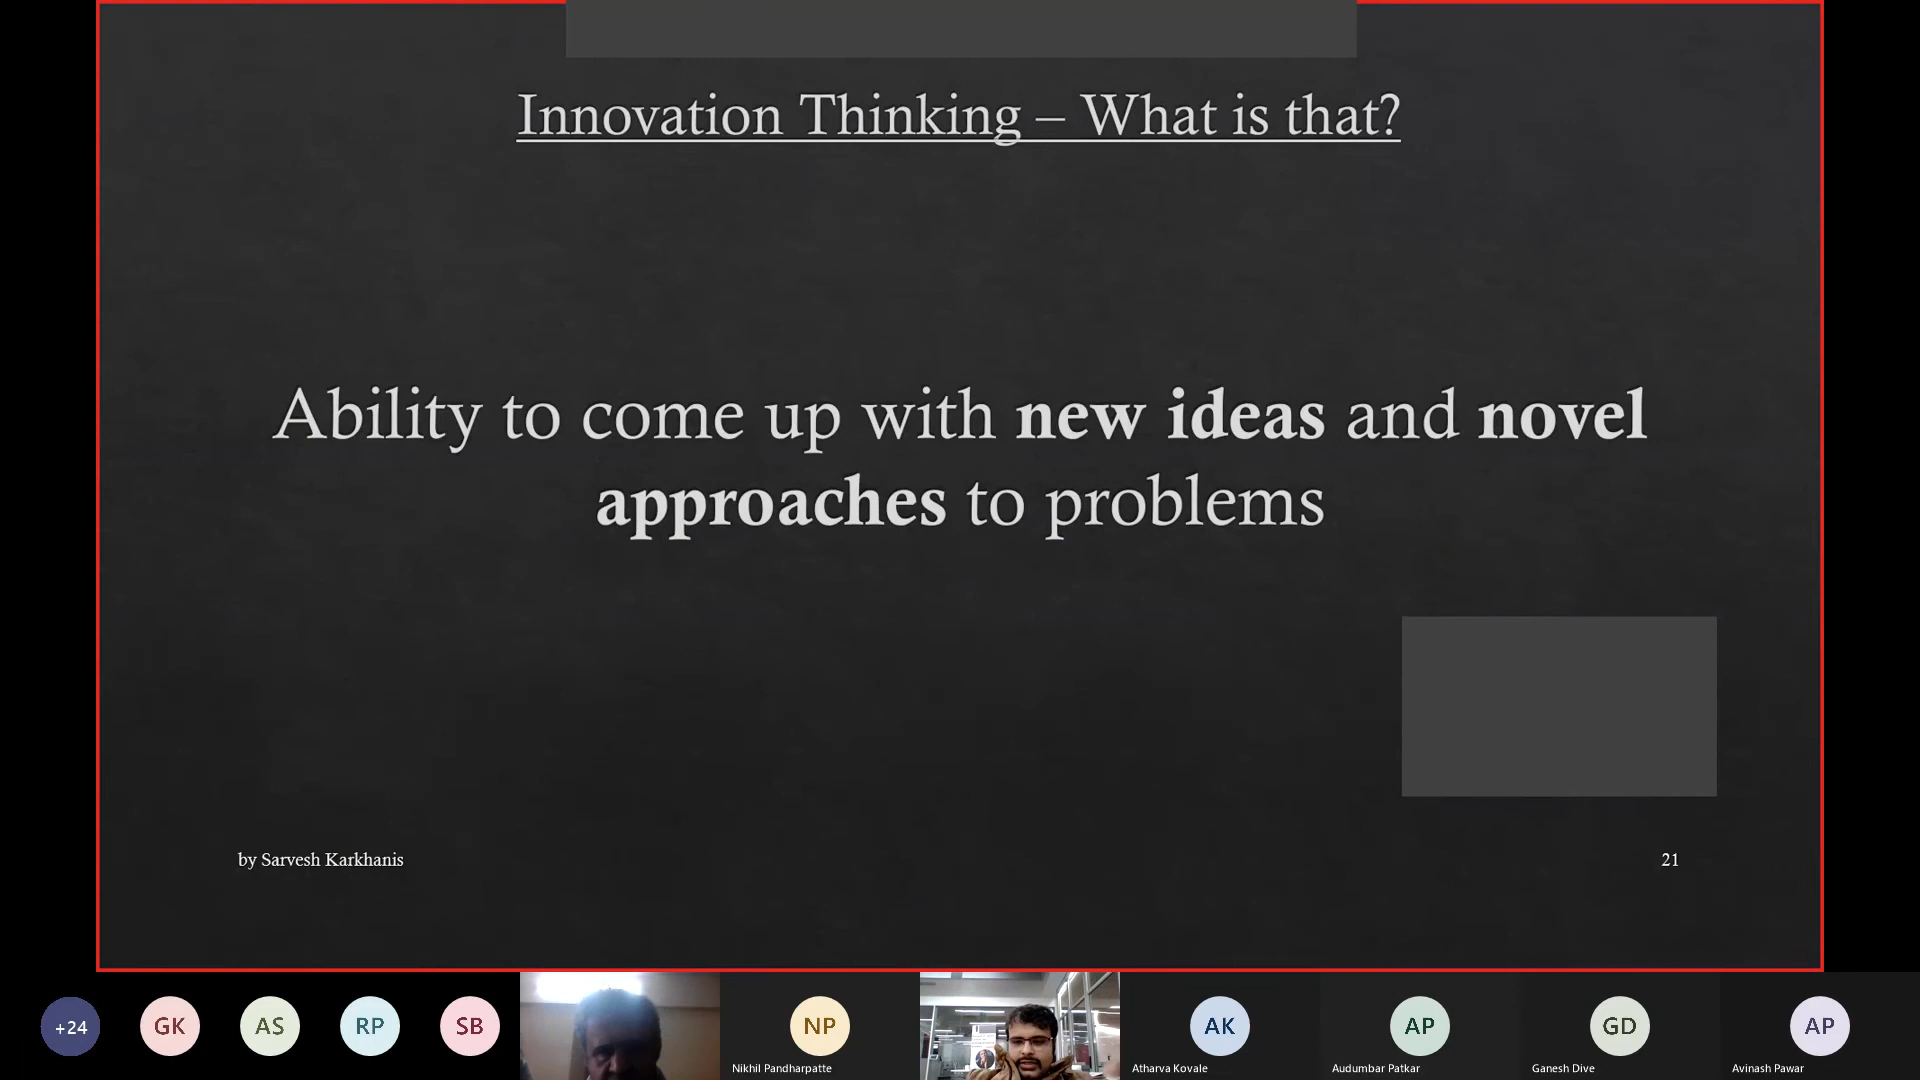 Innovation Thinking – What is that?
Ability to come up with new ideas and novel
approaches to problems
by Sarvesh Karkhanis
21
+24
GK
AS
RP
SB
NP
Nikhil Pandharpatte
AK
Atharva Kovale
AP
Audumbar Patkar
GD
Ganesh Dive
AP
Avinash Pawar